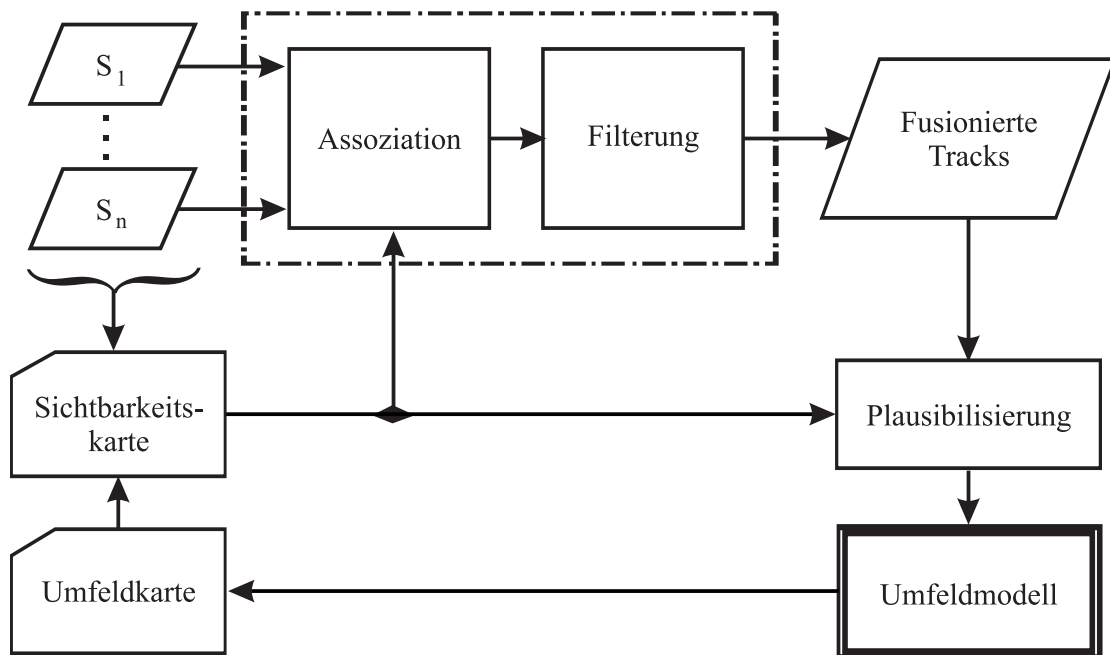 S1
Sn
Assoziation
Filterung
Fusionierte
Tracks
Sichtbarkeits-
karte
Plausibilisierung
Umfeldkarte
Umfeldmodell